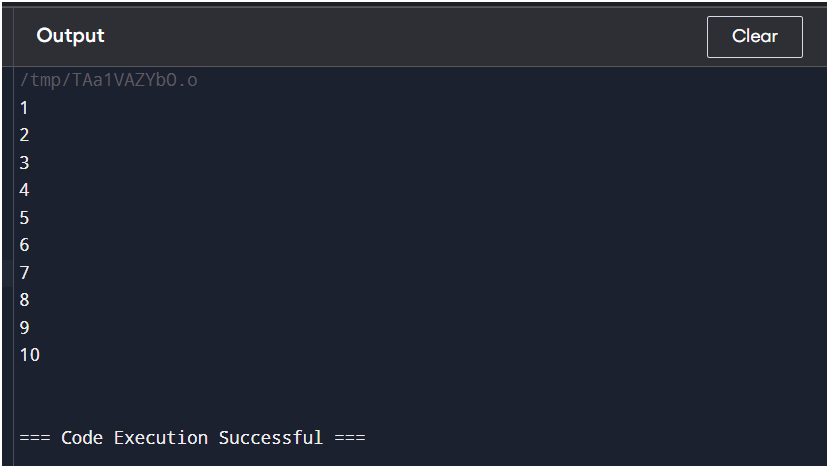 Output
Clear
/tmp/TAa1VAZYbO.o
1
2
3
4
5
6
7
8
9
10
=== Code Execution Successful ===